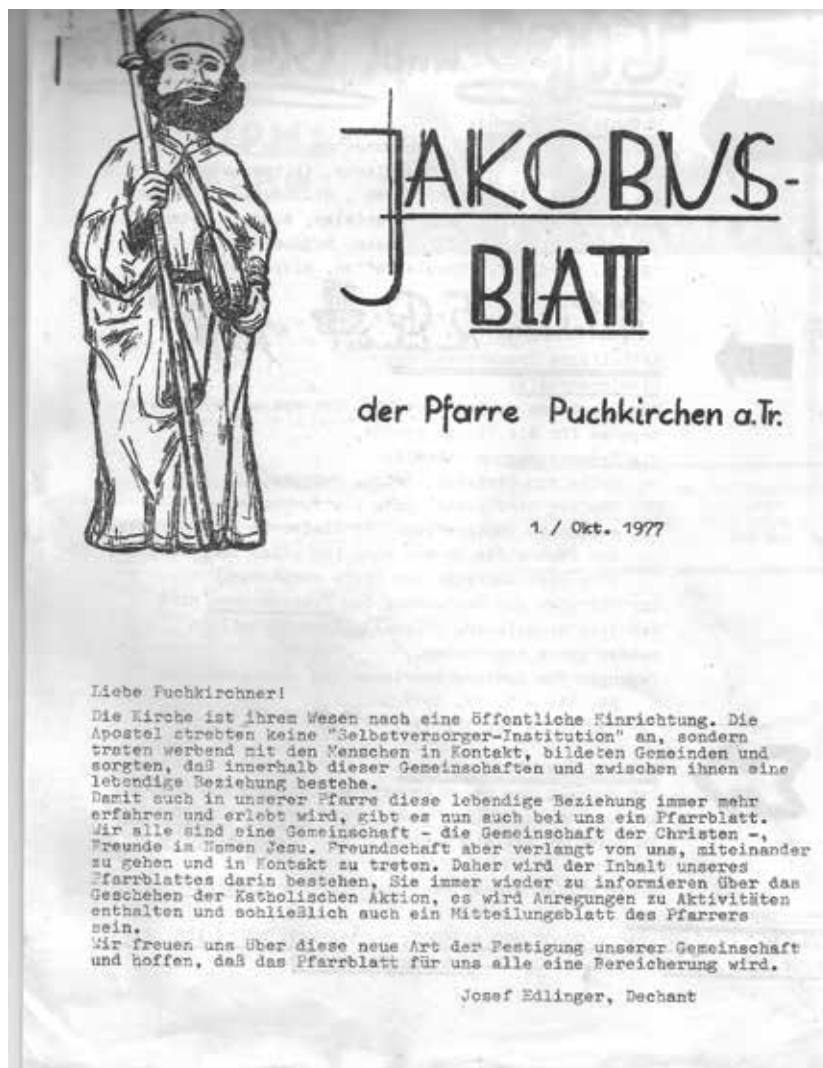 JAKOBUS-
BLATT
der Pfarre Puchkirchen a.Tr.
1 / Okt. 1977
Liebe Puchkirchner!
Die Kirche ist ihrem Wesen nach eine öffentliche Einrichtung. Die
Apostel strebten keine "Selbstversorger-Institution" an, sondern
traten werbend mit den Menschen in Kontakt, bildeten Gemeinden und
sorgten, daß innerhalb dieser Gemeinschaften und zwischen ihnen eine
lebendige Beziehung bestehe.
Damit auch in unserer Pfarre diese lebendige Beziehung immer mehr
erfahren und erlebt wird, gibt es nun auch bei uns ein Pfarrblatt.
Wir alle sind eine Gemeinschaft - die Gemeinschaft der Christen -,
Freunde im Namen Jesu. Freundschaft aber verlangt von uns, miteinander
zu gehen und in Kontakt zu treten. Daher wird der Inhalt unseres
Pfarrblattes darin bestehen, Sie immer wieder zu informieren über das
Geschehen der Katholischen Aktion, es wird Anregungen zu Aktivitäten
enthalten und schließlich auch ein Mitteilungsblatt des Pfarrers
sein.
Wir freuen uns über diese neue Art der Festigung unserer Gemeinschaft
und hoffen, daß das Pfarrblatt für uns alle eine Bereicherung wird.
Josef Edlinger, Dechant